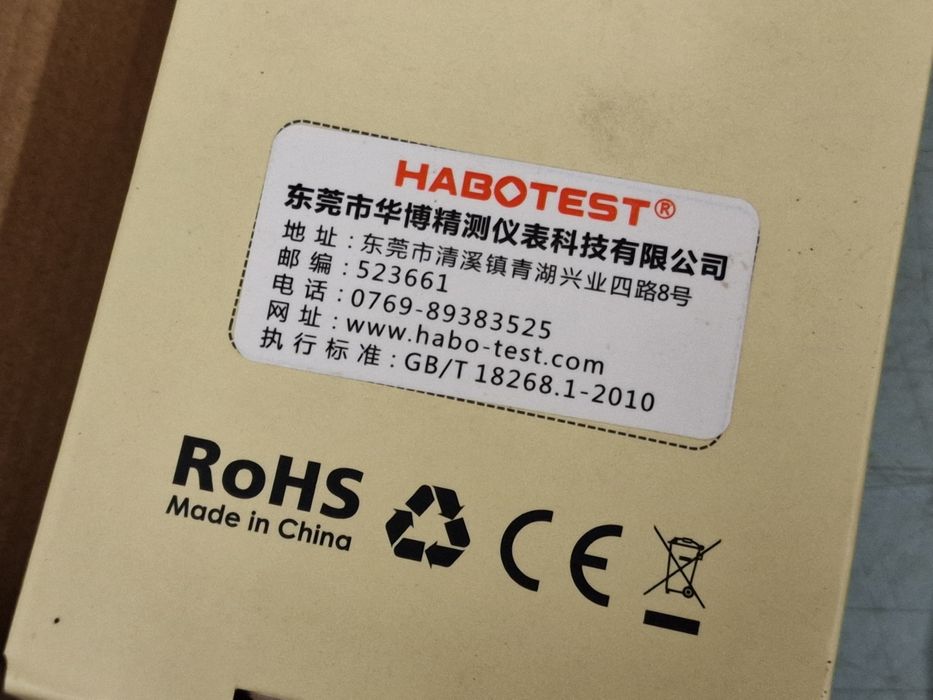 HABOTEST®
东莞市华博精测仪表科技有限公司
地址:东莞市清溪镇青湖兴业四路8号
邮编:523661
电话:0769-89383525
网址:www.habo-test.com
执行标准:GB/T 18268.1-2010
RoHS
Made in China
CE